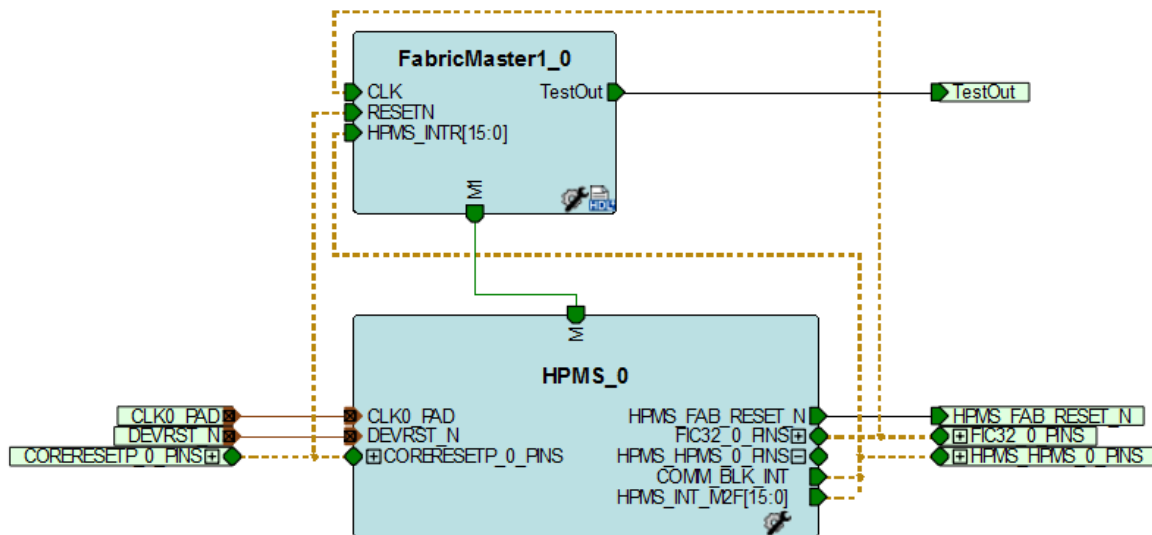 FabricMaster1_0
CLK
TestOut
TestOut
RESETN
HPMS_INTR[15:0]
M1
HDL
M
HPMS_0
CLK0_PAD
CLK0_PAD
HPMS_FAB_RESET_N
HPMS_FAB_RESET_N
DEVRST_N
DEVRST_N
FIC32_0_PINS
FIC32_0_PINS
CORERESETP_0_PINS
CORERESETP_0_PINS
HPMS_HPMS_0_PINS
HPMS_HPMS_0_PINS
COMM_BLK_INT
HPMS_INT_M2F[15:0]